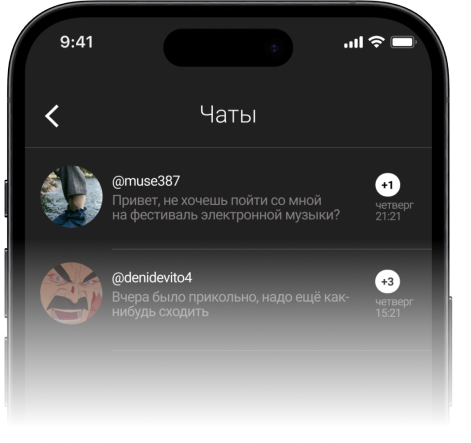 9:41
Чаты
@muse387
Привет, не хочешь пойти со мной
на фестиваль электронной музыки?
+1
четверг
21:21
@denidevito4
Вчера было прикольно, надо ещё как-
нибудь сходить
+3
четверг
15:21